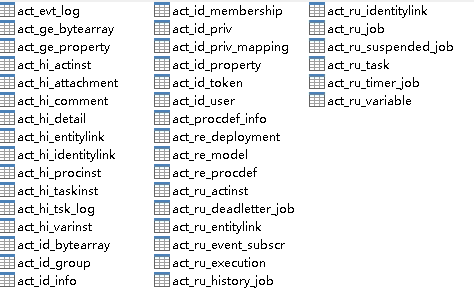 act_evt_log
act_ge_bytearray
act_ge_property
act_hi_actinst
act_hi_attachment
act_hi_comment
act_hi_detail
act_hi_entitylink
act_hi_identitylink
act_hi_procinst
act_hi_taskinst
act_hi_tsk_log
act_hi_varinst
act_id_bytearray
act_id_group
act_id_info
act_id_membership
act_id_priv
act_id_priv_mapping
act_id_property
act_id_token
act_id_user
act_procdef_info
act_re_deployment
act_re_model
act_re_procdef
act_ru_actinst
act_ru_deadletter_job
act_ru_entitylink
act_ru_event_subscr
act_ru_execution
act_ru_history_job
act_ru_identitylink
act_ru_job
act_ru_suspended_job
act_ru_task
act_ru_timer_job
act_ru_variable